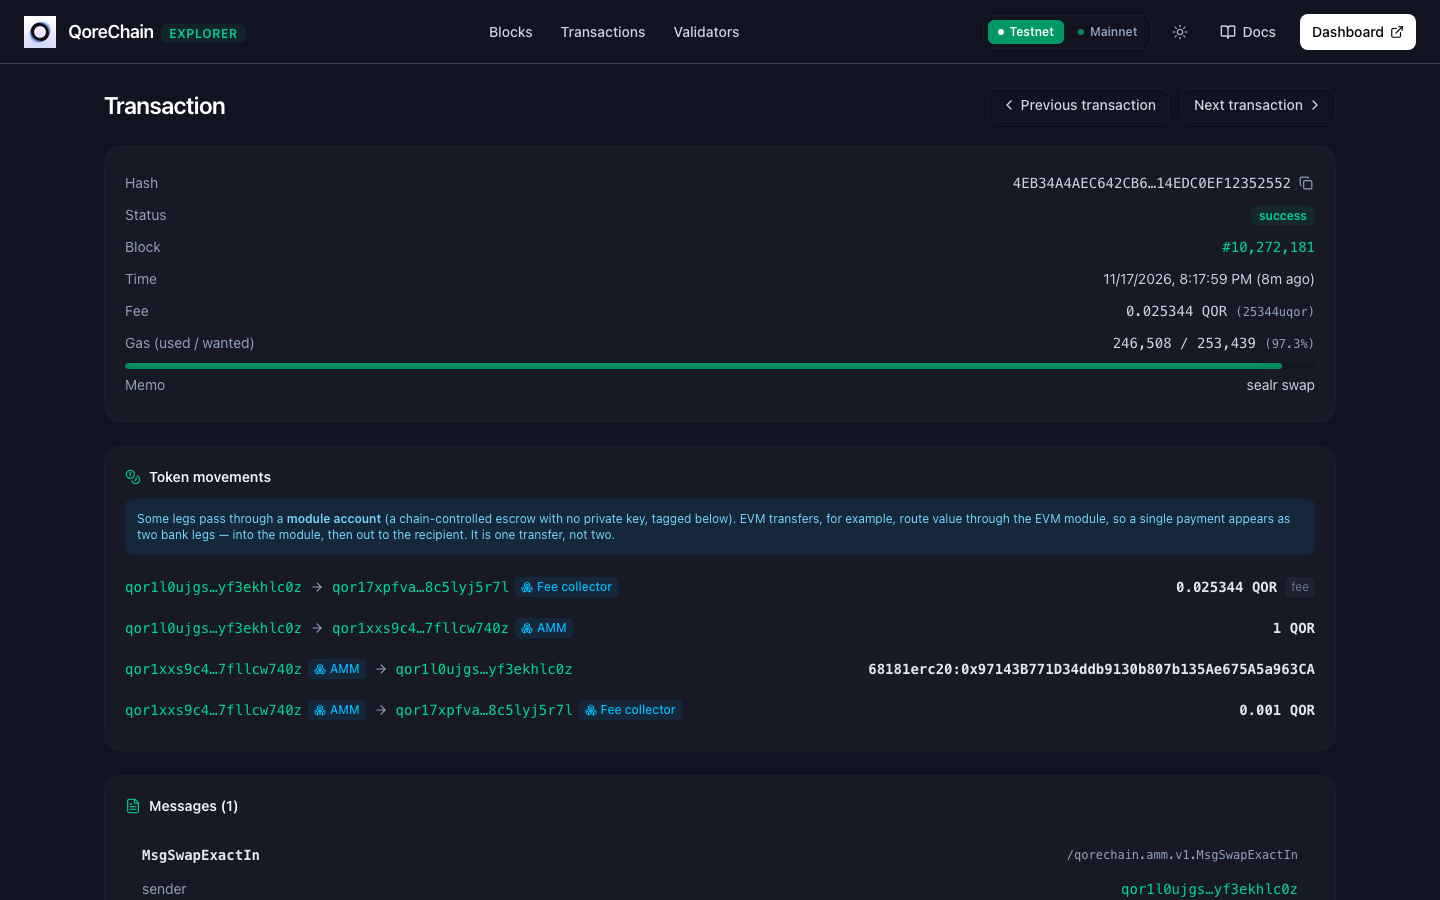 QoreChain EXPLORER Blocks Transactions Validators Testnet Mainnet Docs Dashboard
Transaction Previous transaction Next transaction
Hash 4EB34A4AEC642CB6…14EDC0EF12352552
Status success
Block #10,272,181
Time 11/17/2026, 8:17:59 PM (8m ago)
Fee 0.025344 QOR (25344uqor)
Gas (used / wanted) 246,508 / 253,439 (97.3%)
Memo sealr swap
Token movements
Some legs pass through a module account (a chain-controlled escrow with no private key, tagged below). EVM transfers, for example, route value through the EVM module, so a single payment appears as
two bank legs — into the module, then out to the recipient. It is one transfer, not two.
qor1l0ujgs…yf3ekhlc0z → qor17xpfva…8c5lyj5r7l Fee collector 0.025344 QOR fee
qor1l0ujgs…yf3ekhlc0z → qor1xxs9c4…7fllcw740z AMM 1 QOR
qor1xxs9c4…7fllcw740z AMM → qor1l0ujgs…yf3ekhlc0z 68181erc20:0x97143B771D34ddb9130b807b135Ae675A5a963CA
qor1xxs9c4…7fllcw740z AMM → qor17xpfva…8c5lyj5r7l Fee collector 0.001 QOR
Messages (1)
MsgSwapExactIn /qorechain.amm.v1.MsgSwapExactIn
sender qor1l0ujgs…yf3ekhlc0z